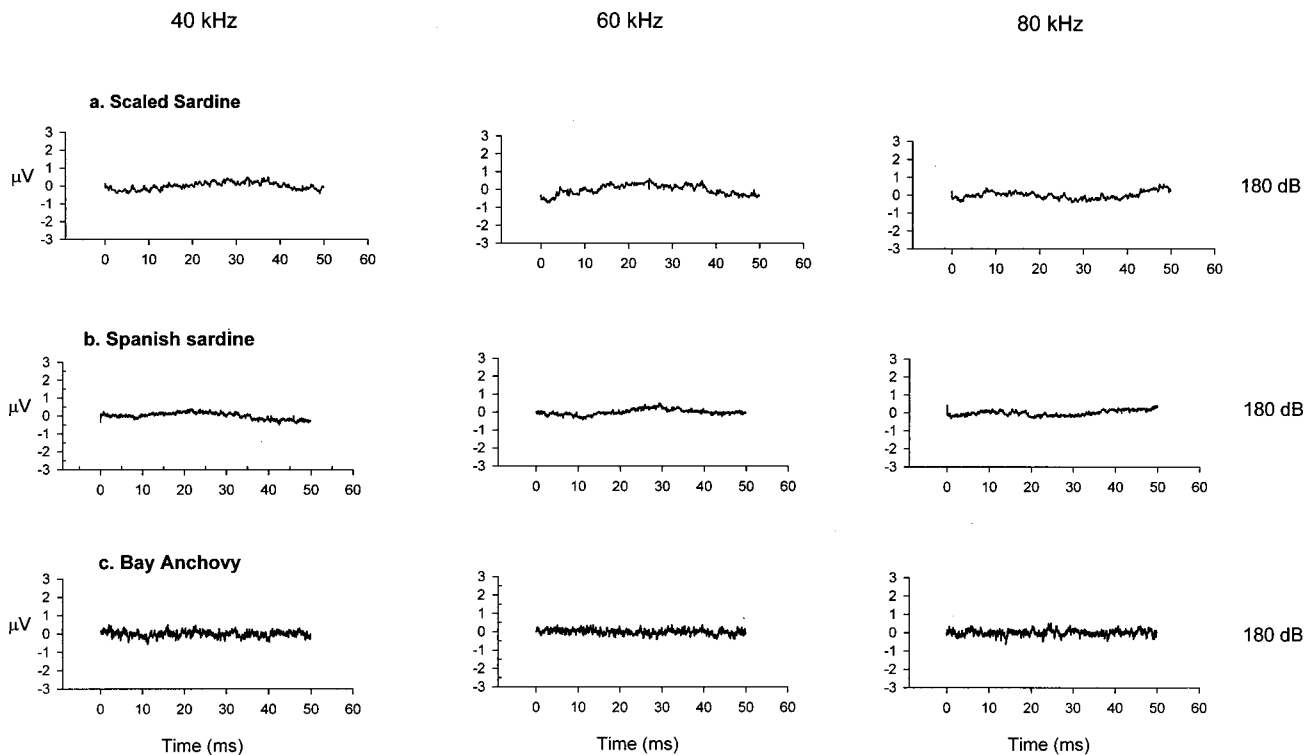 40 kHz 60 kHz 80 kHz
a. Scaled Sardine
3 3 3
2 2 2
1 1 1
μV 0 0 0 180 dB
-1 -1 -1
-2 -2 -2
-3 -3 -3
0 10 20 30 40 50 60 0 10 20 30 40 50 60 0 10 20 30 40 50 60
b. Spanish sardine
3 3 3
2 2 2
1 1 1
μV 0 0 0 180 dB
-1 -1 -1
-2 -2 -2
-3 -3 -3
0 10 20 30 40 50 60 0 10 20 30 40 50 60 0 10 20 30 40 50 60
c. Bay Anchovy
3 3 3
2 2 2
1 1 1
μV 0 0 0 180 dB
-1 -1 -1
-2 -2 -2
-3 -3 -3
0 10 20 30 40 50 60 0 10 20 30 40 50 60 0 10 20 30 40 50 60
Time (ms) Time (ms) Time (ms)